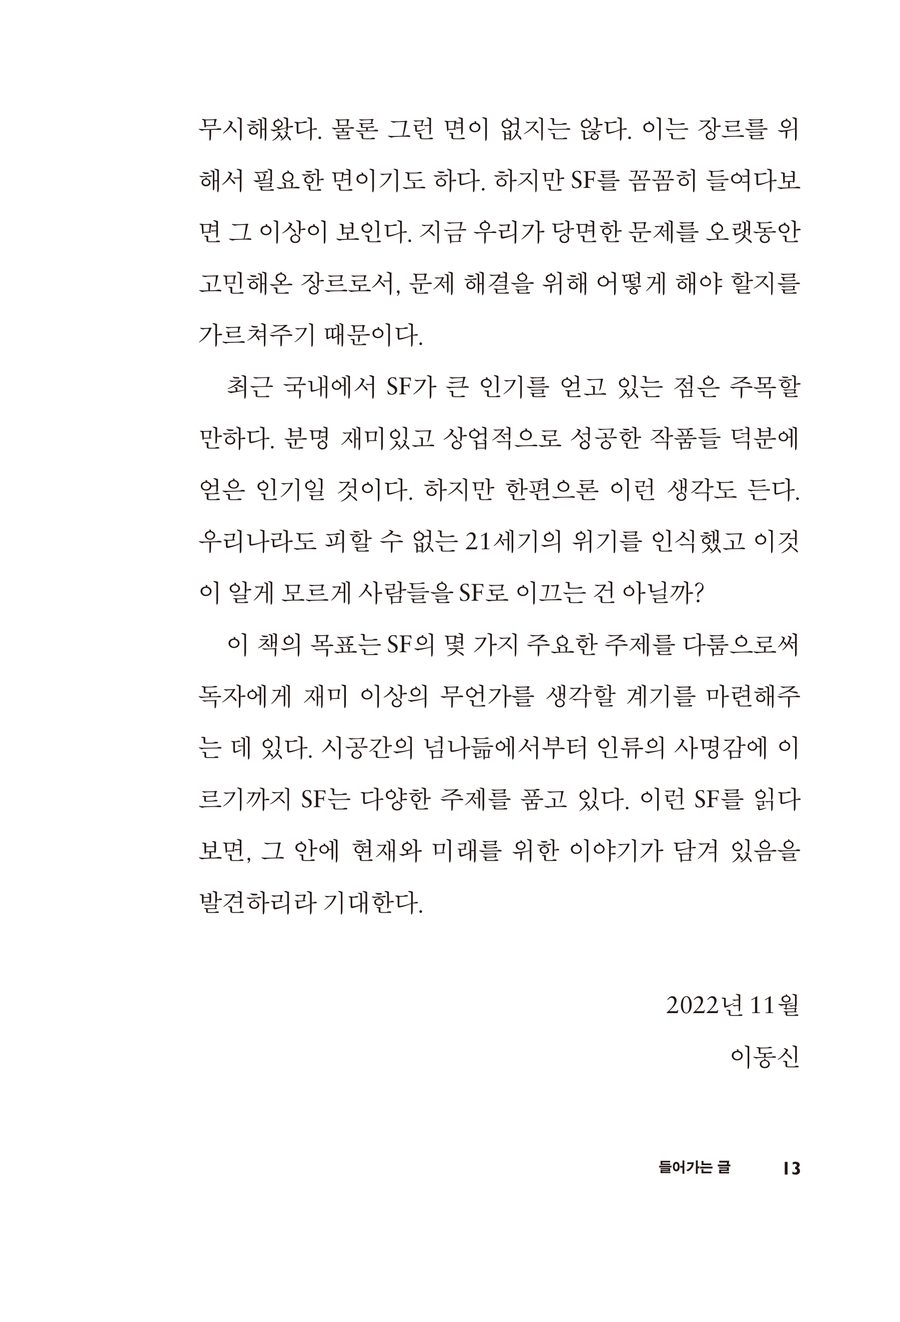 무시해왔다. 물론 그런 면이 없지는 않다. 이는 장르를 위
해서 필요한 면이기도 하다. 하지만 SF를 꼼꼼히 들여다보
면 그 이상이 보인다. 지금 우리가 당면한 문제를 오랫동안
고민해온 장르로서, 문제 해결을 위해 어떻게 해야 할지를
가르쳐주기 때문이다.
최근 국내에서 SF가 큰 인기를 얻고 있는 점은 주목할
만하다. 분명 재미있고 상업적으로 성공한 작품들 덕분에
얻은 인기일 것이다. 하지만 한편으론 이런 생각도 든다.
우리나라도 피할 수 없는 21세기의 위기를 인식했고 이것
이 알게 모르게 사람들을 SF로 이끄는 건 아닐까?
이 책의 목표는 SF의 몇 가지 주요한 주제를 다룸으로써
독자에게 재미 이상의 무언가를 생각할 계기를 마련해주
는 데 있다. 시공간의 넘나듦에서부터 인류의 사명감에 이
르기까지 SF는 다양한 주제를 품고 있다. 이런 SF를 읽다
보면, 그 안에 현재와 미래를 위한 이야기가 담겨 있음을
발견하리라 기대한다.
2022년 11월
이동신
들어가는 글 13